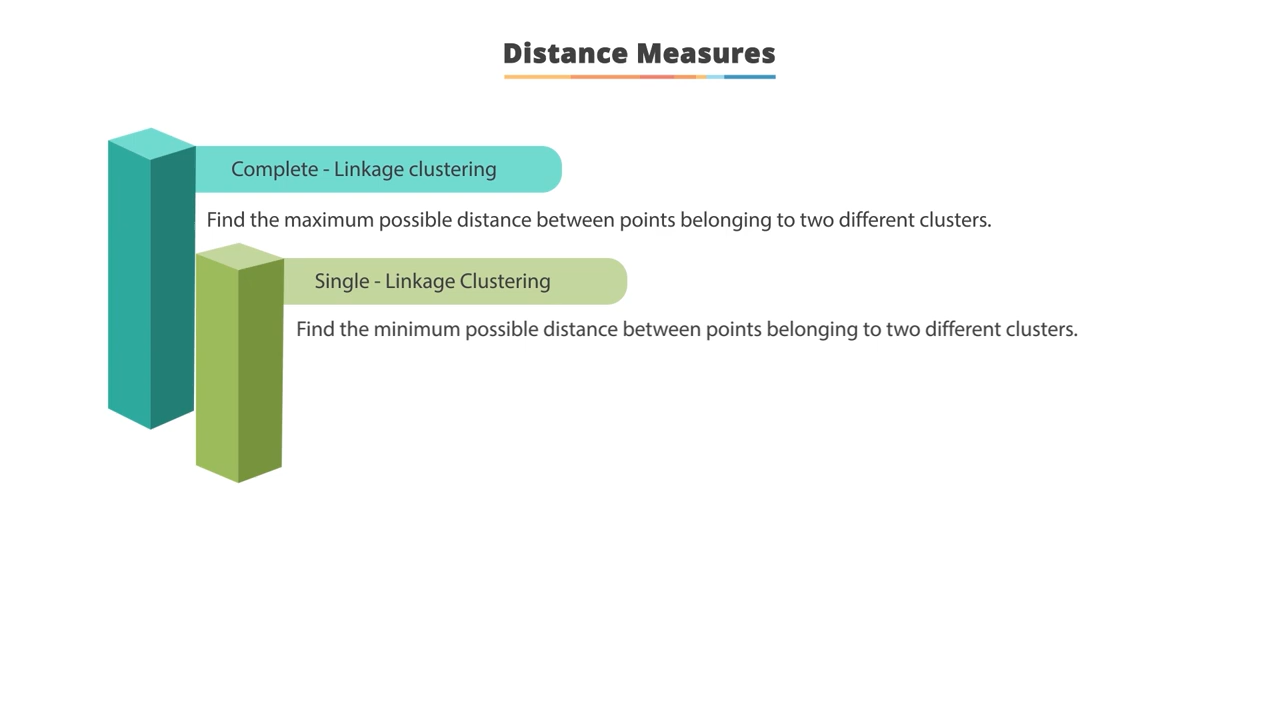 Distance Measures
Complete - Linkage clustering
Find the maximum possible distance between points belonging to two different clusters.
Single - Linkage Clustering
Find the minimum possible distance between points belonging to two different clusters.